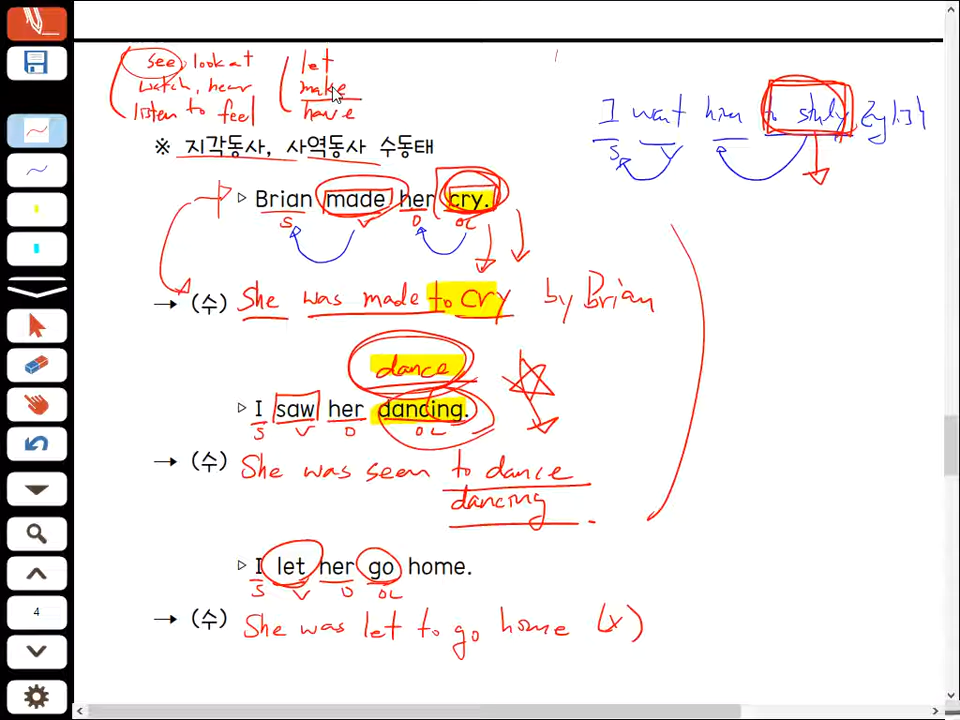 see, look at let
watch, hear make
listen to feel have
I want him to study English
S V
※ 지각동사, 사역동사 수동태
▷ Brian made her cry.
S V O OC
→ (수) She was made to cry by Brian
dance
▷ I saw her dancing.
S V O OC
→ (수) She was seen to dance
dancing.
▷ I let her go home.
S V O OC
→ (수) She was let to go home (x)
4